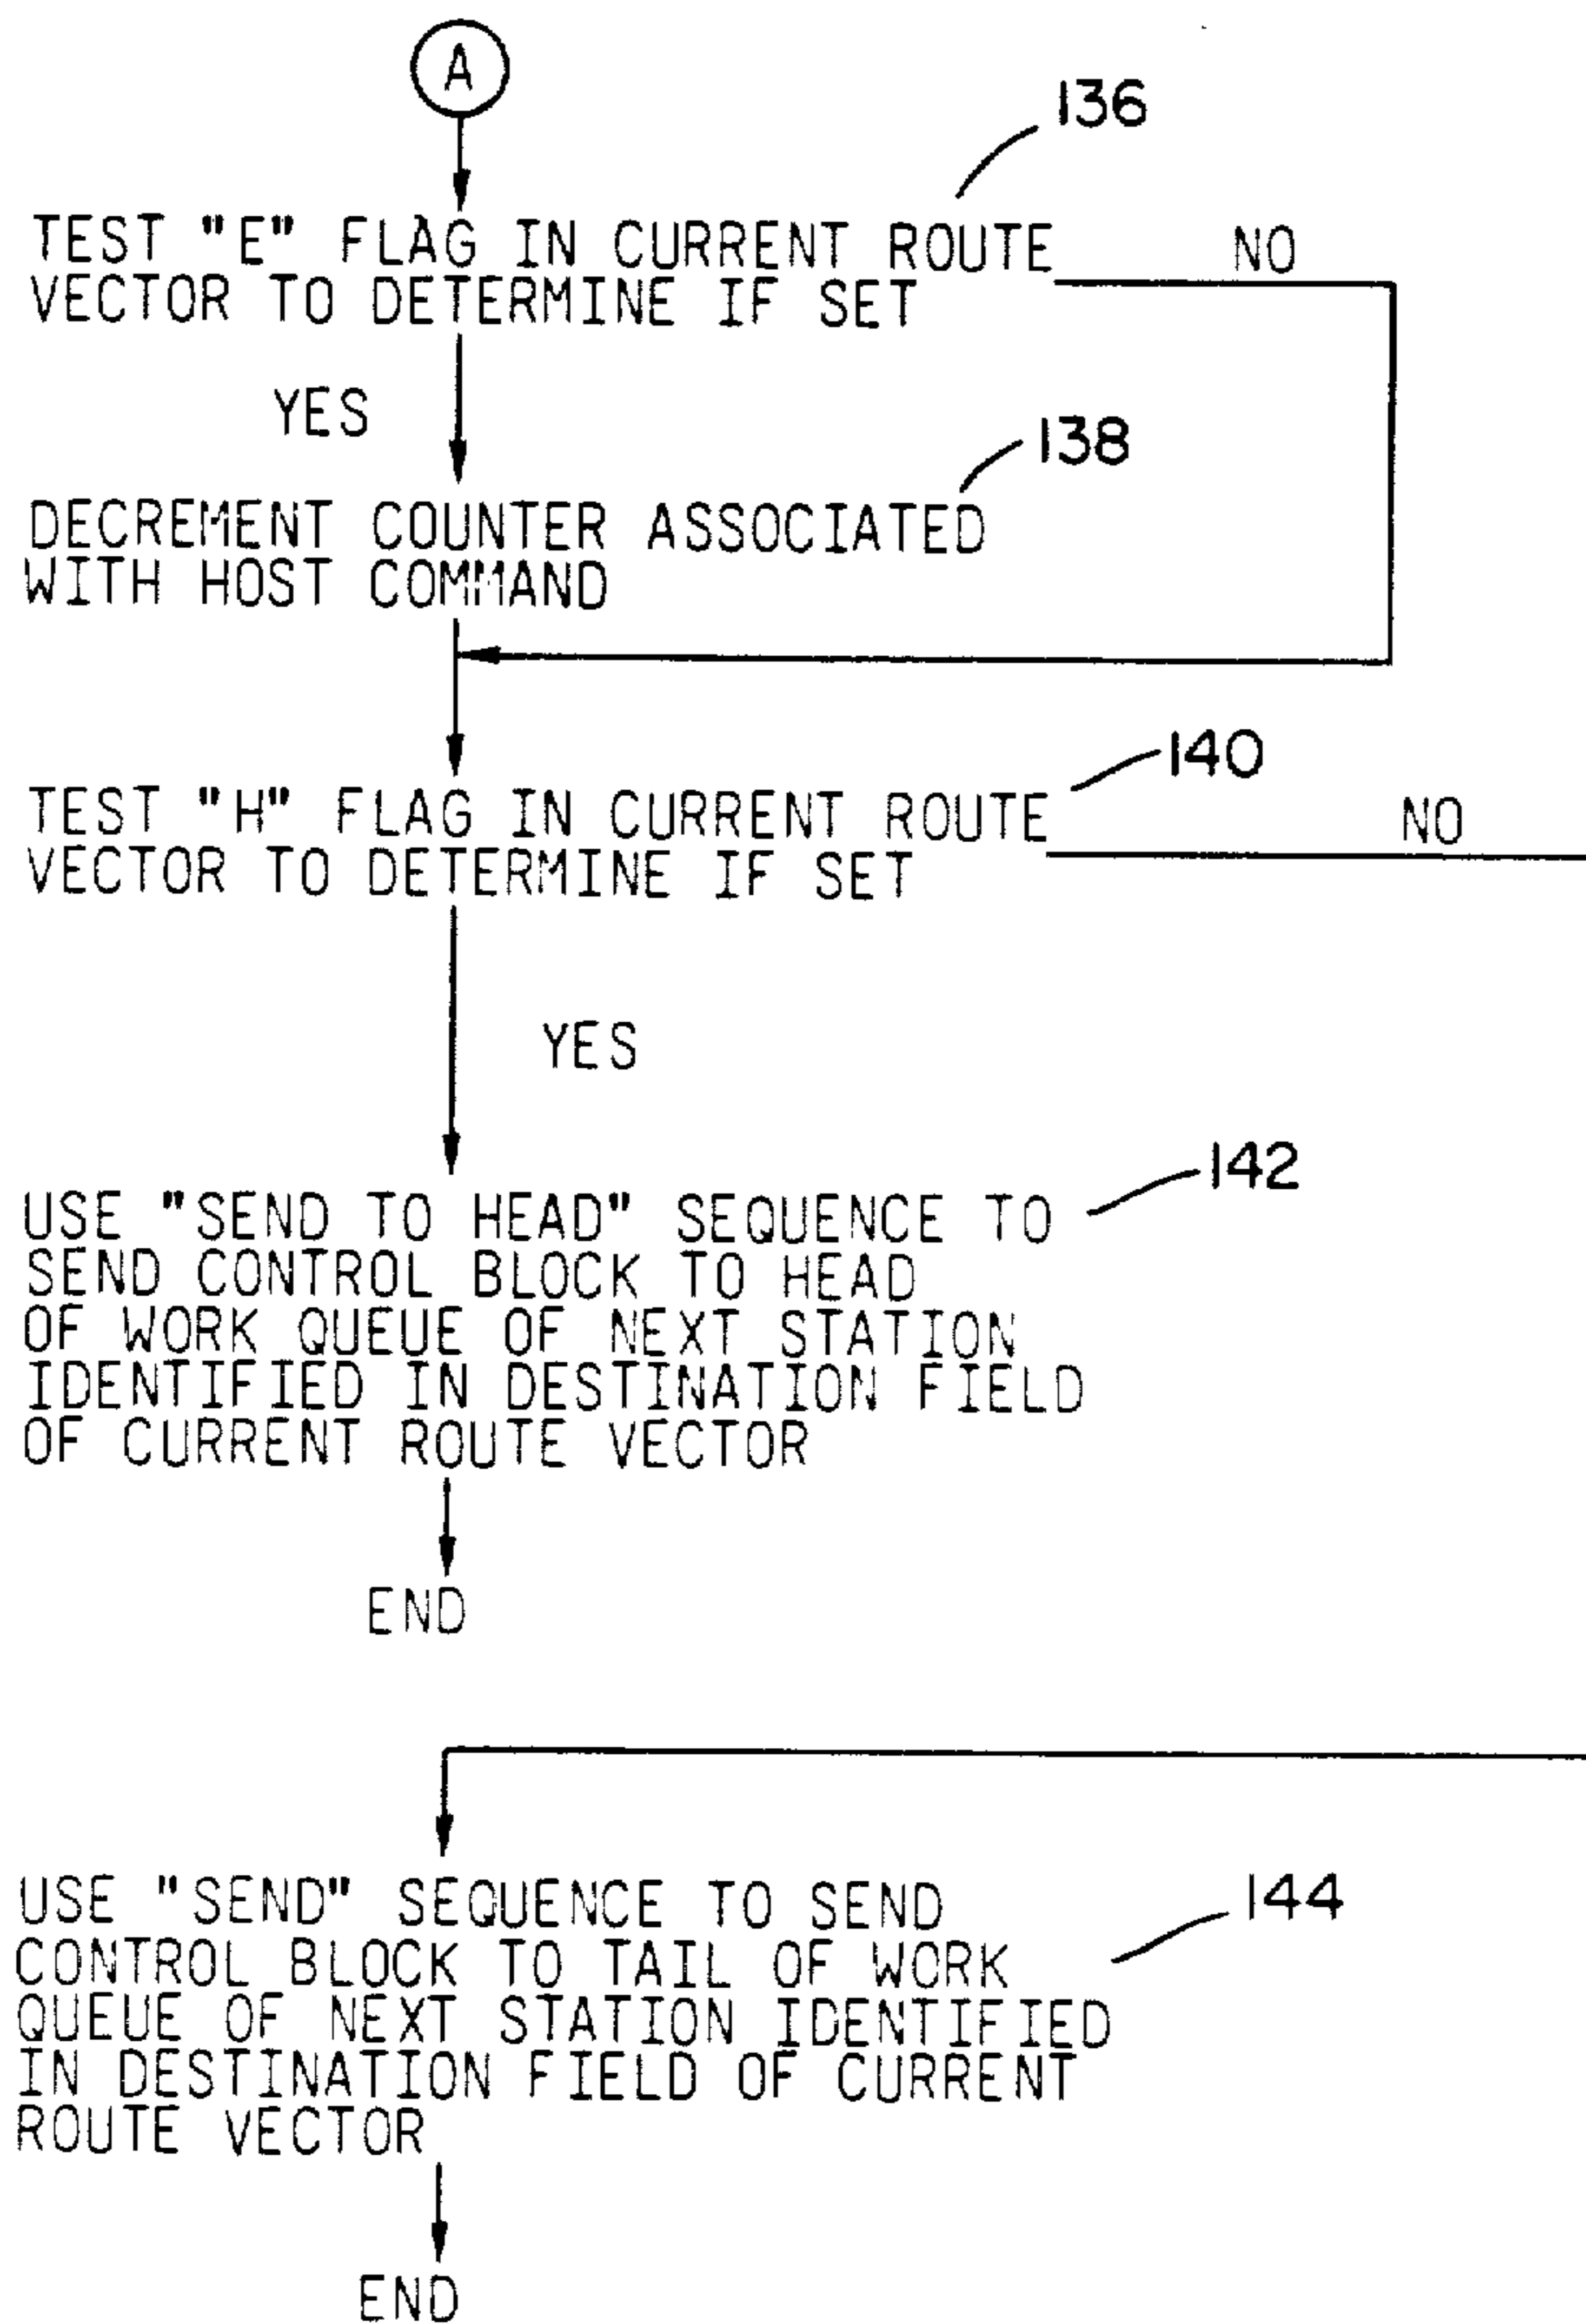 A
136
TEST "E" FLAG IN CURRENT ROUTE
NO
VECTOR TO DETERMINE IF SET
YES
138
DECREMENT COUNTER ASSOCIATED
WITH HOST COMMAND
140
TEST "H" FLAG IN CURRENT ROUTE
NO
VECTOR TO DETERMINE IF SET
YES
142
USE "SEND TO HEAD" SEQUENCE TO
SEND CONTROL BLOCK TO HEAD
OF WORK QUEUE OF NEXT STATION
IDENTIFIED IN DESTINATION FIELD
OF CURRENT ROUTE VECTOR
END
144
USE "SEND" SEQUENCE TO SEND
CONTROL BLOCK TO TAIL OF WORK
QUEUE OF NEXT STATION IDENTIFIED
IN DESTINATION FIELD OF CURRENT
ROUTE VECTOR
END